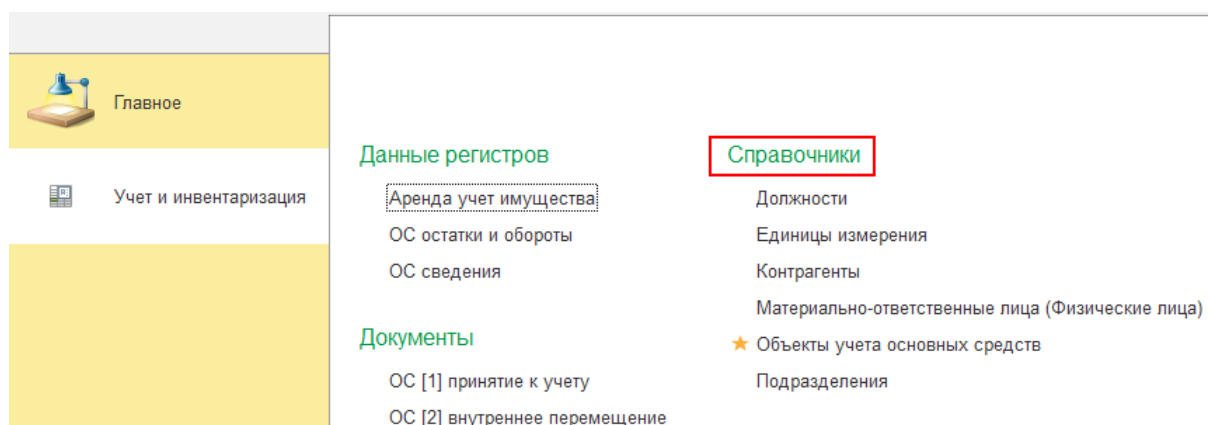 Главное
Учет и инвентаризация
Данные регистров
Аренда учет имущества
ОС остатки и обороты
ОС сведения
Документы
ОС [1] принятие к учету
ОС [2] внутреннее перемещение
Справочники
Должности
Единицы измерения
Контрагенты
Материально-ответственные лица (Физические лица)
Объекты учета основных средств
Подразделения